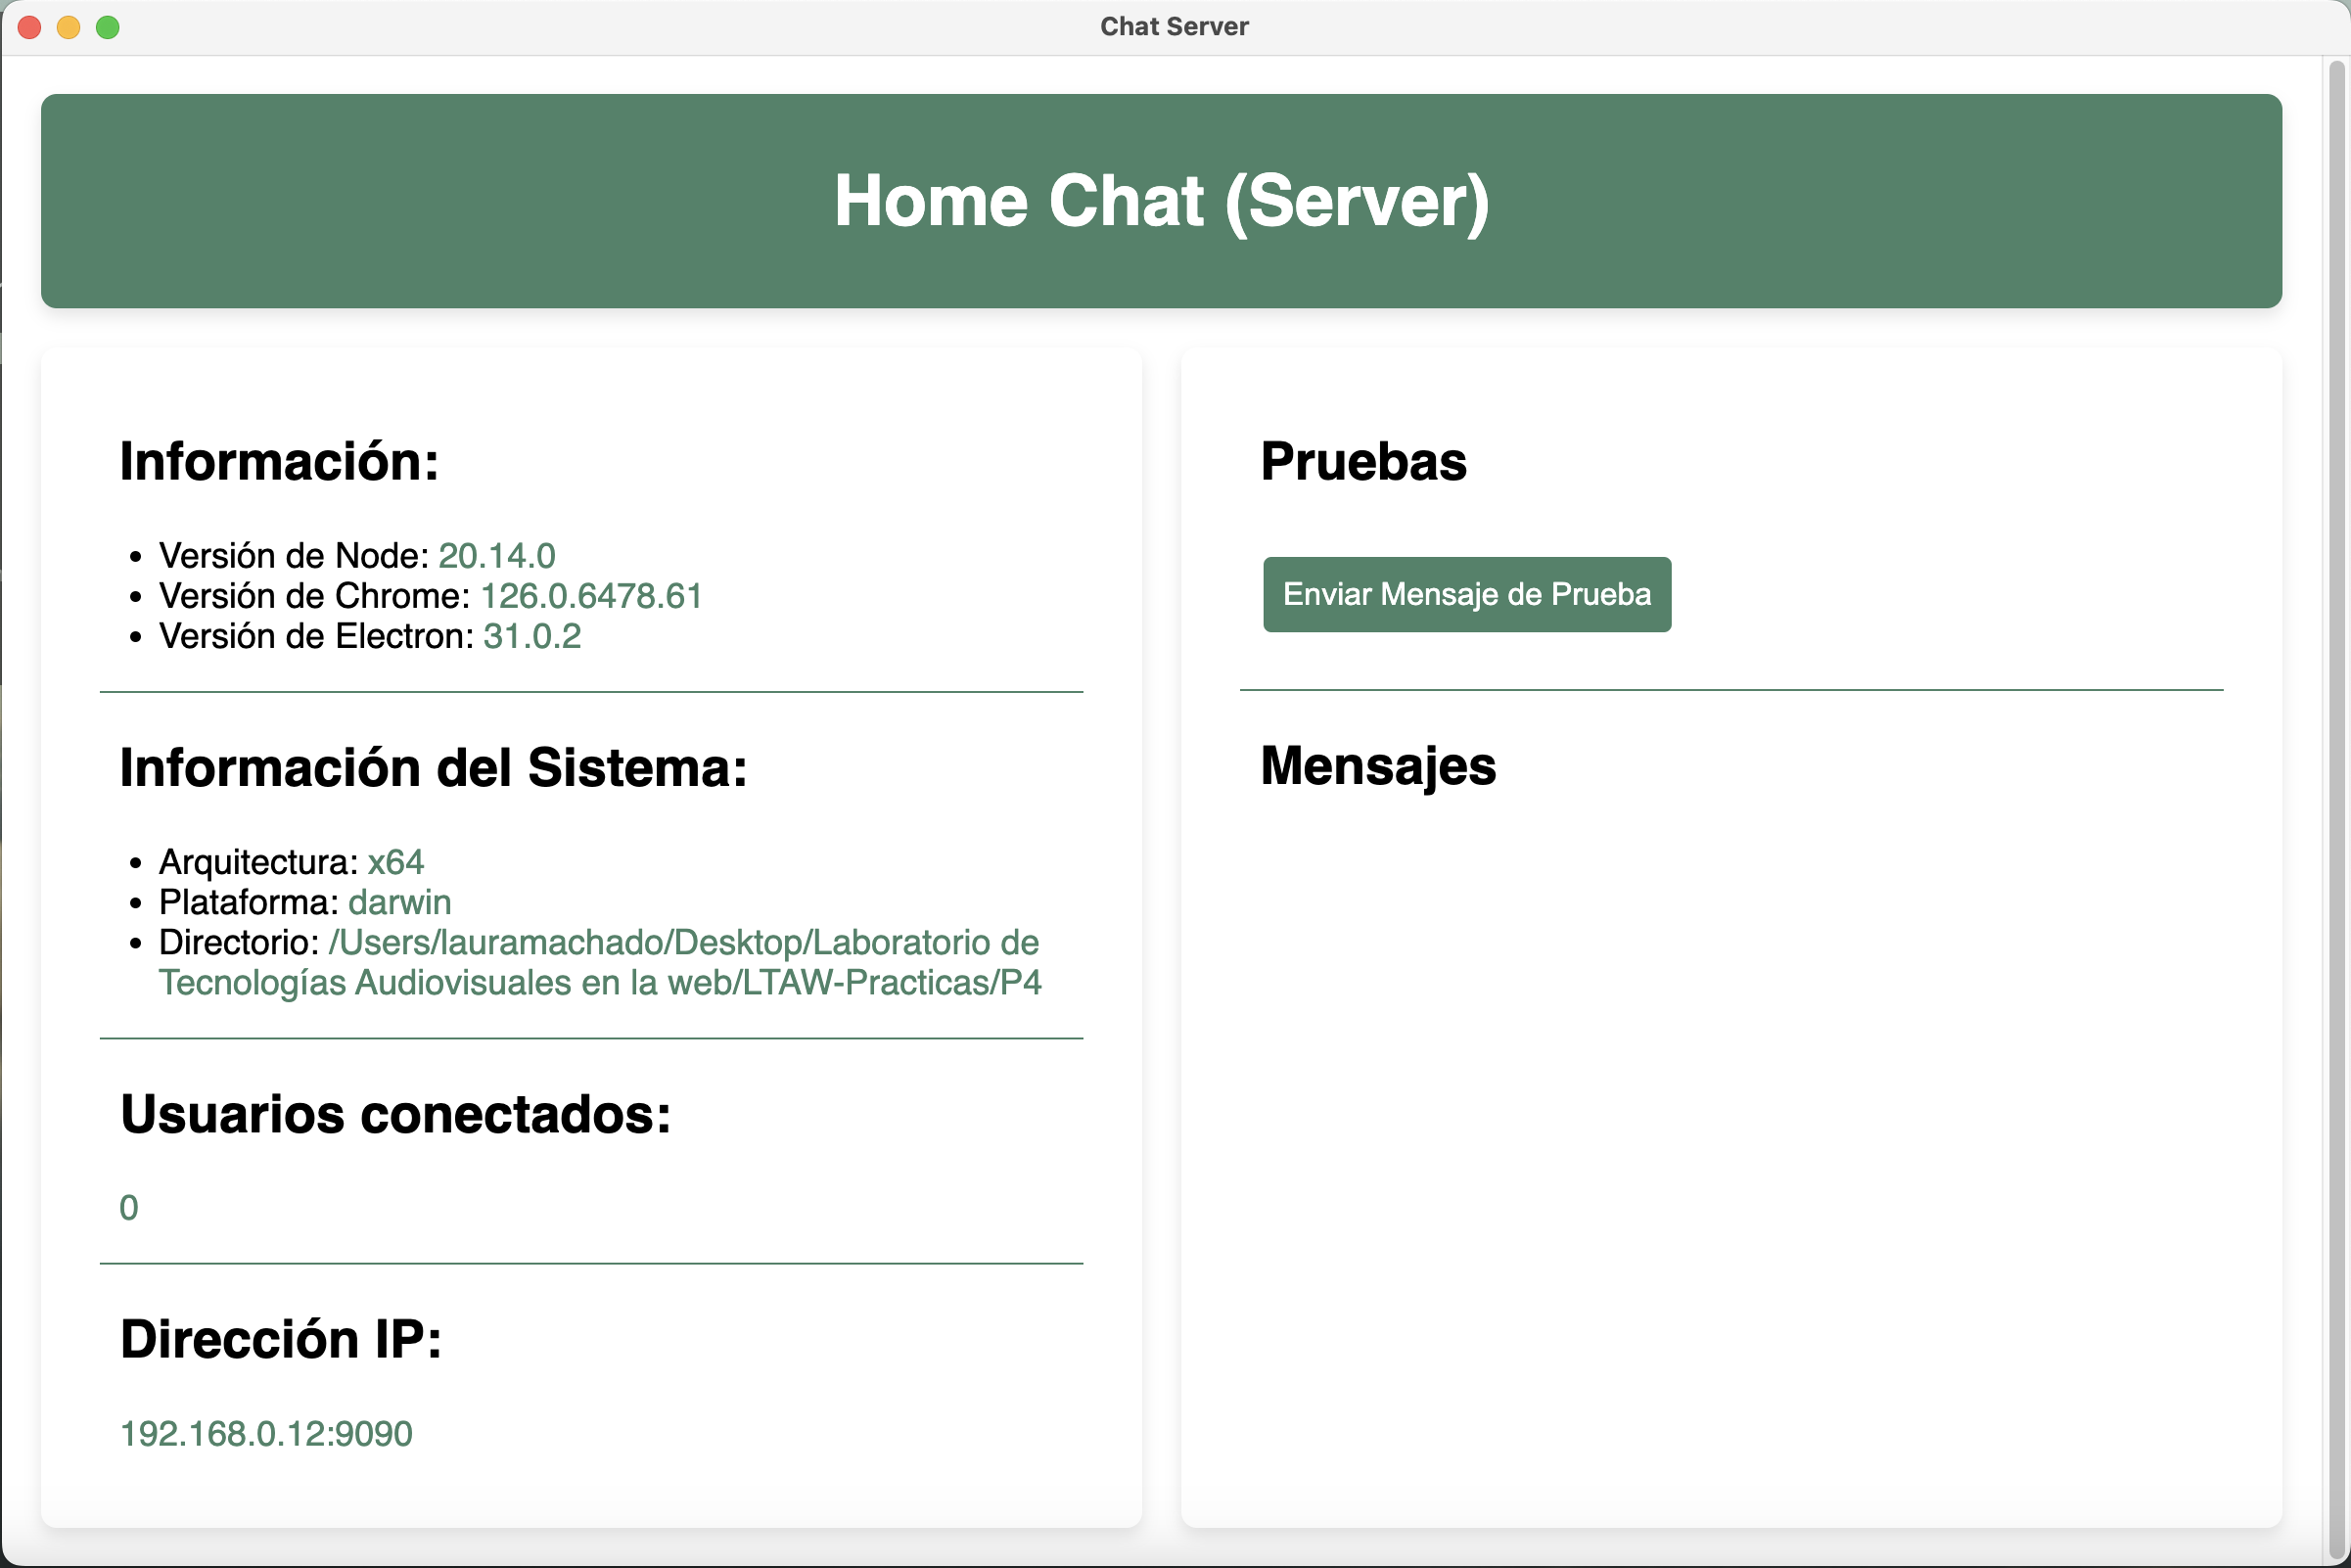 Chat Server
Home Chat (Server)
Información:
• Versión de Node: 20.14.0
• Versión de Chrome: 126.0.6478.61
• Versión de Electron: 31.0.2
Información del Sistema:
• Arquitectura: x64
• Plataforma: darwin
• Directorio: /Users/lauramachado/Desktop/Laboratorio de
Tecnologías Audiovisuales en la web/LTAW-Practicas/P4
Usuarios conectados:
0
Dirección IP:
192.168.0.12:9090
Pruebas
Enviar Mensaje de Prueba
Mensajes